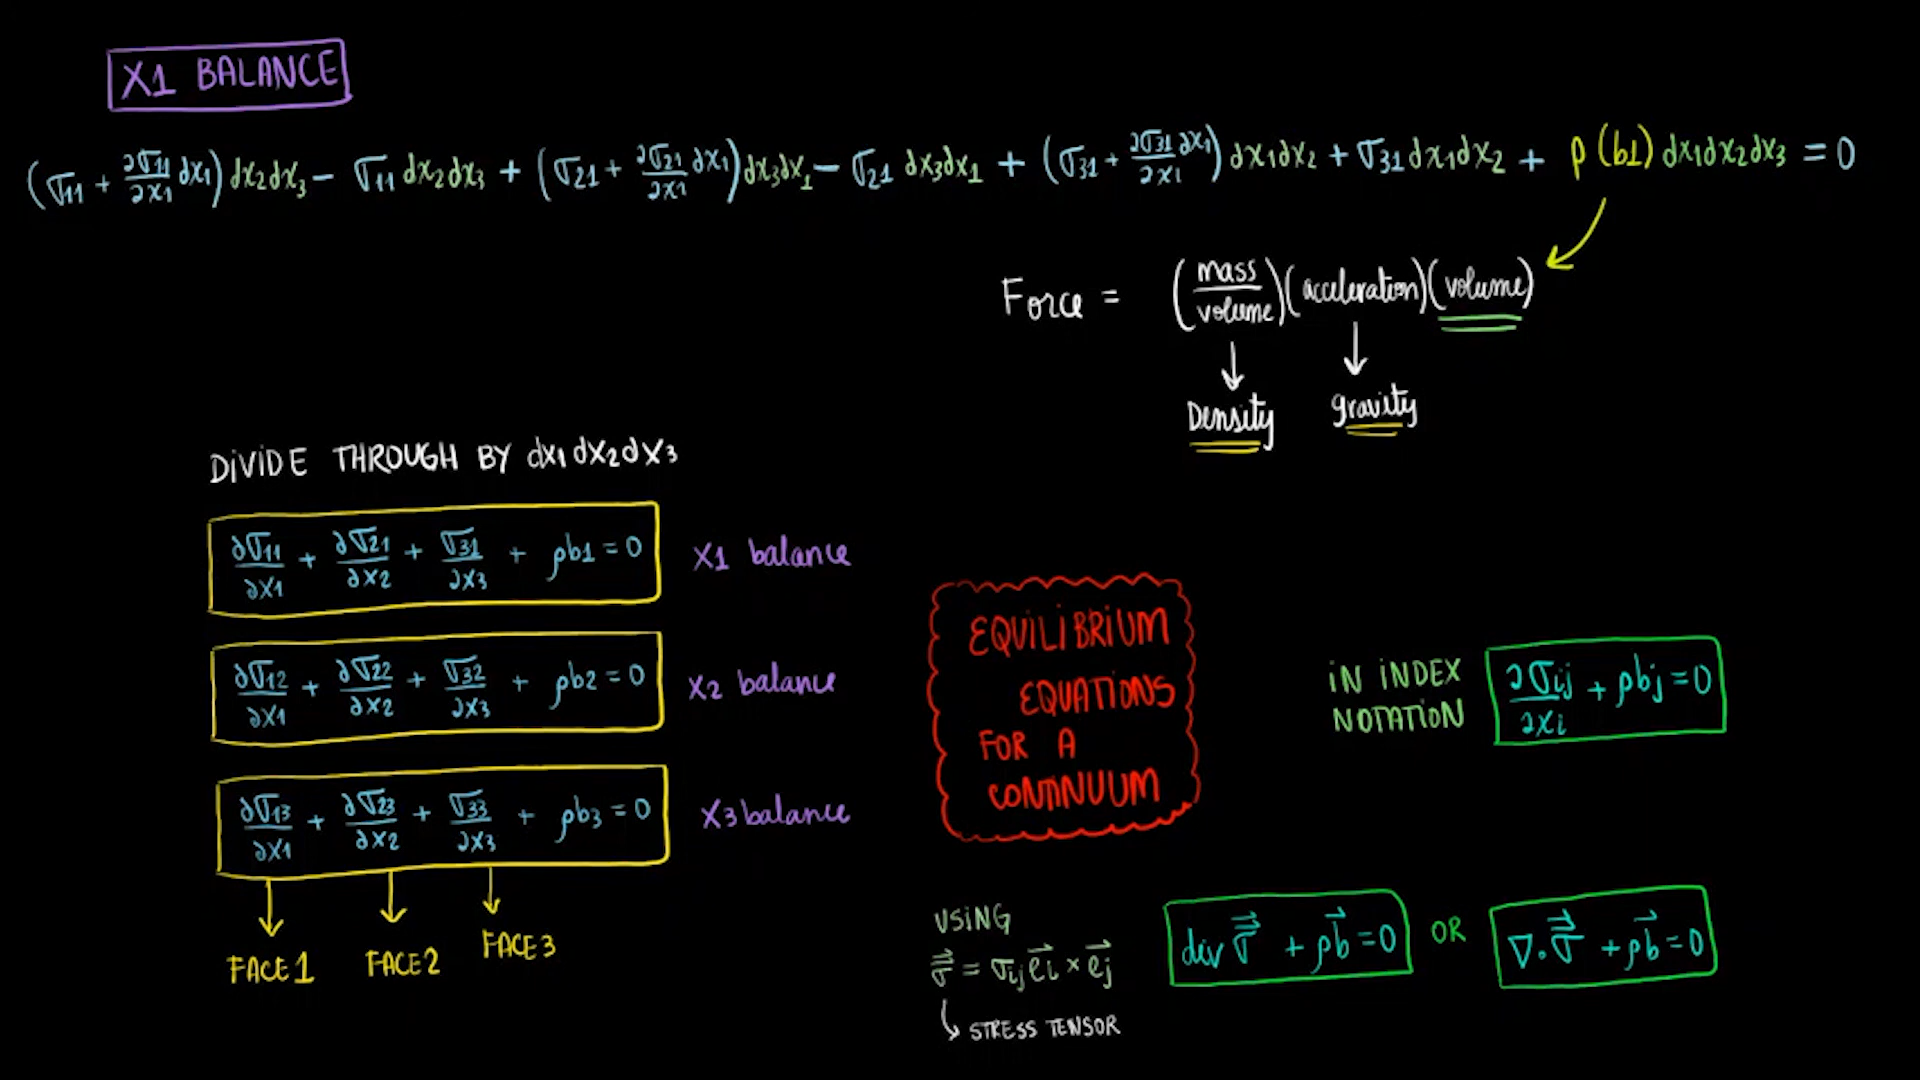 X1 BALANCE
(σ11 + ∂σ11/∂x1 dx1) dx2dx3 − σ11 dx2dx3 + (σ21 + ∂σ21/∂x1 ∂x1) dx3dx1 − σ21 dx3dx1 + (σ31 + ∂σ31/∂x1 ∂x1) dx1dx2 + σ31 dx1dx2 + ρ (b1) dx1dx2dx3 = 0
Force = (mass/volume)(acceleration)(volume)
Density gravity
DIVIDE THROUGH BY dx1 dx2 dx3
∂σ11/∂x1 + ∂σ21/∂x2 + σ31/∂x3 + ρb1 = 0 X1 balance
∂σ12/∂x1 + ∂σ22/∂x2 + σ32/∂x3 + ρb2 = 0 X2 balance
∂σ13/∂x1 + ∂σ23/∂x2 + σ33/∂x3 + ρb3 = 0 X3 balance
FACE 1 FACE 2 FACE 3
EQUILIBRIUM
EQUATIONS
FOR A
CONTINUUM
IN INDEX
NOTATION
∂σij/∂xi + ρbj = 0
USING
σ⃗⃗ = σij e⃗i × e⃗j
STRESS TENSOR
div σ⃗⃗ + ρb⃗ = 0 OR ∇·σ⃗⃗ + ρb⃗ = 0